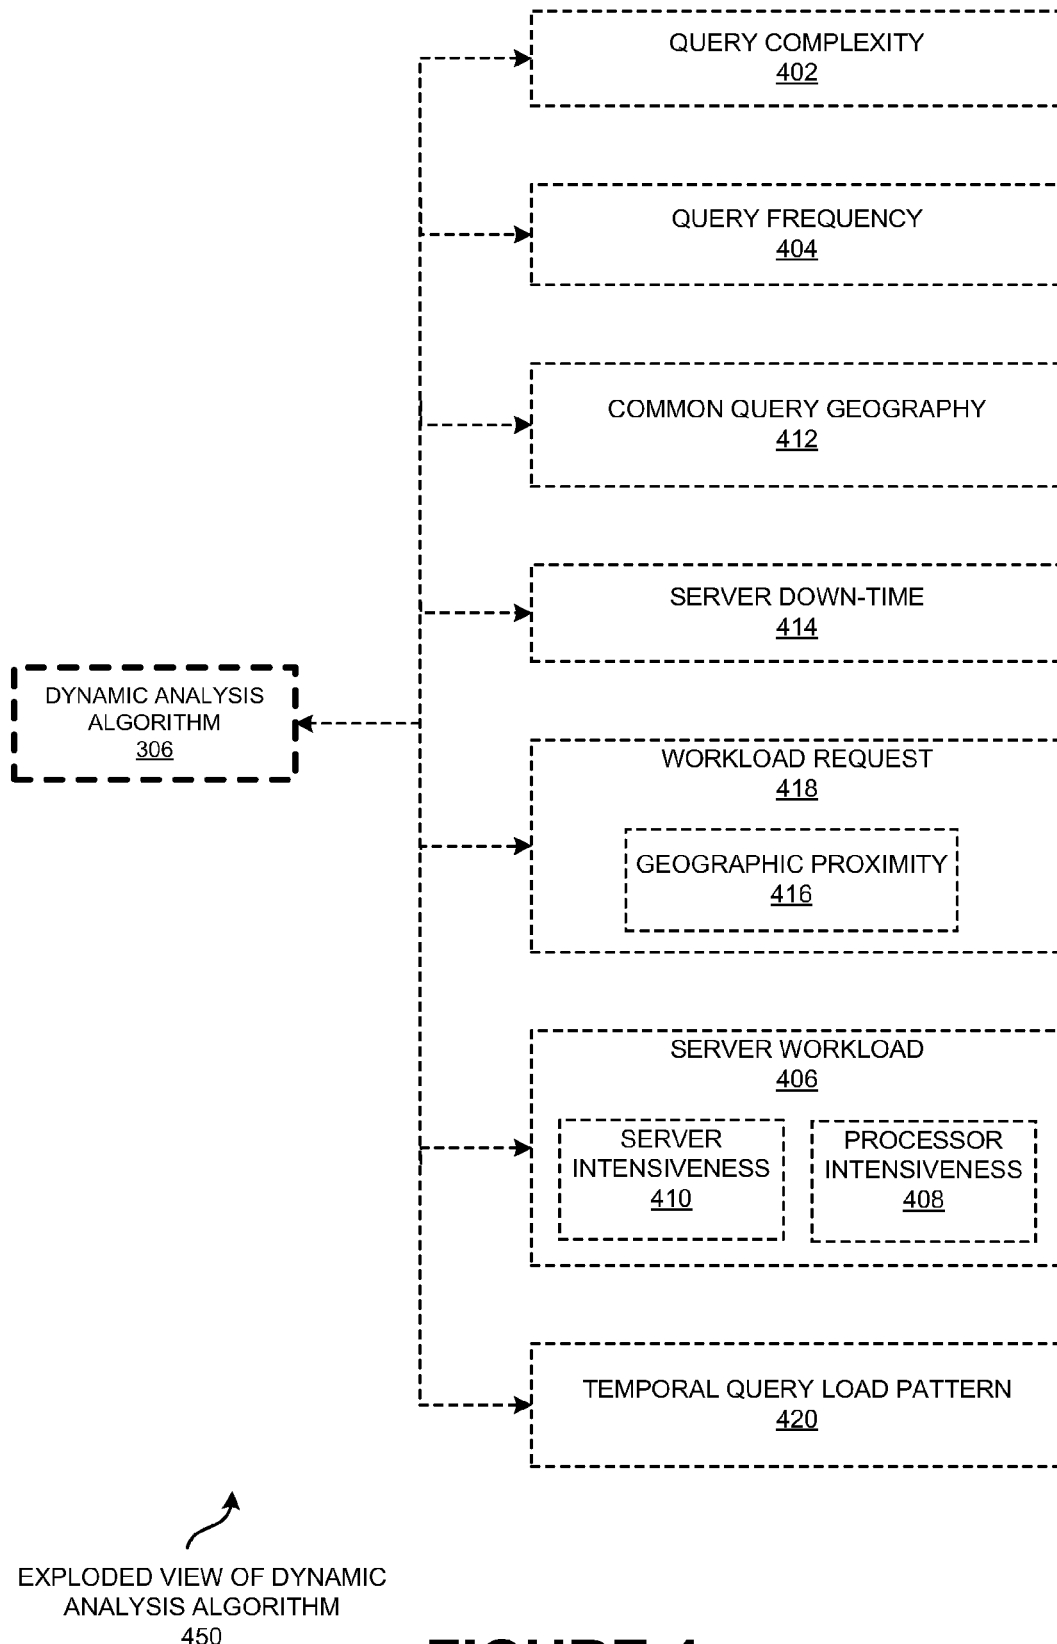 QUERY COMPLEXITY
402
QUERY FREQUENCY
404
COMMON QUERY GEOGRAPHY
412
SERVER DOWN-TIME
414
DYNAMIC ANALYSIS
ALGORITHM
306
WORKLOAD REQUEST
418
GEOGRAPHIC PROXIMITY
416
SERVER WORKLOAD
406
SERVER
INTENSIVENESS
410
PROCESSOR
INTENSIVENESS
408
TEMPORAL QUERY LOAD PATTERN
420
EXPLODED VIEW OF DYNAMIC
ANALYSIS ALGORITHM
450
FIGURE 4